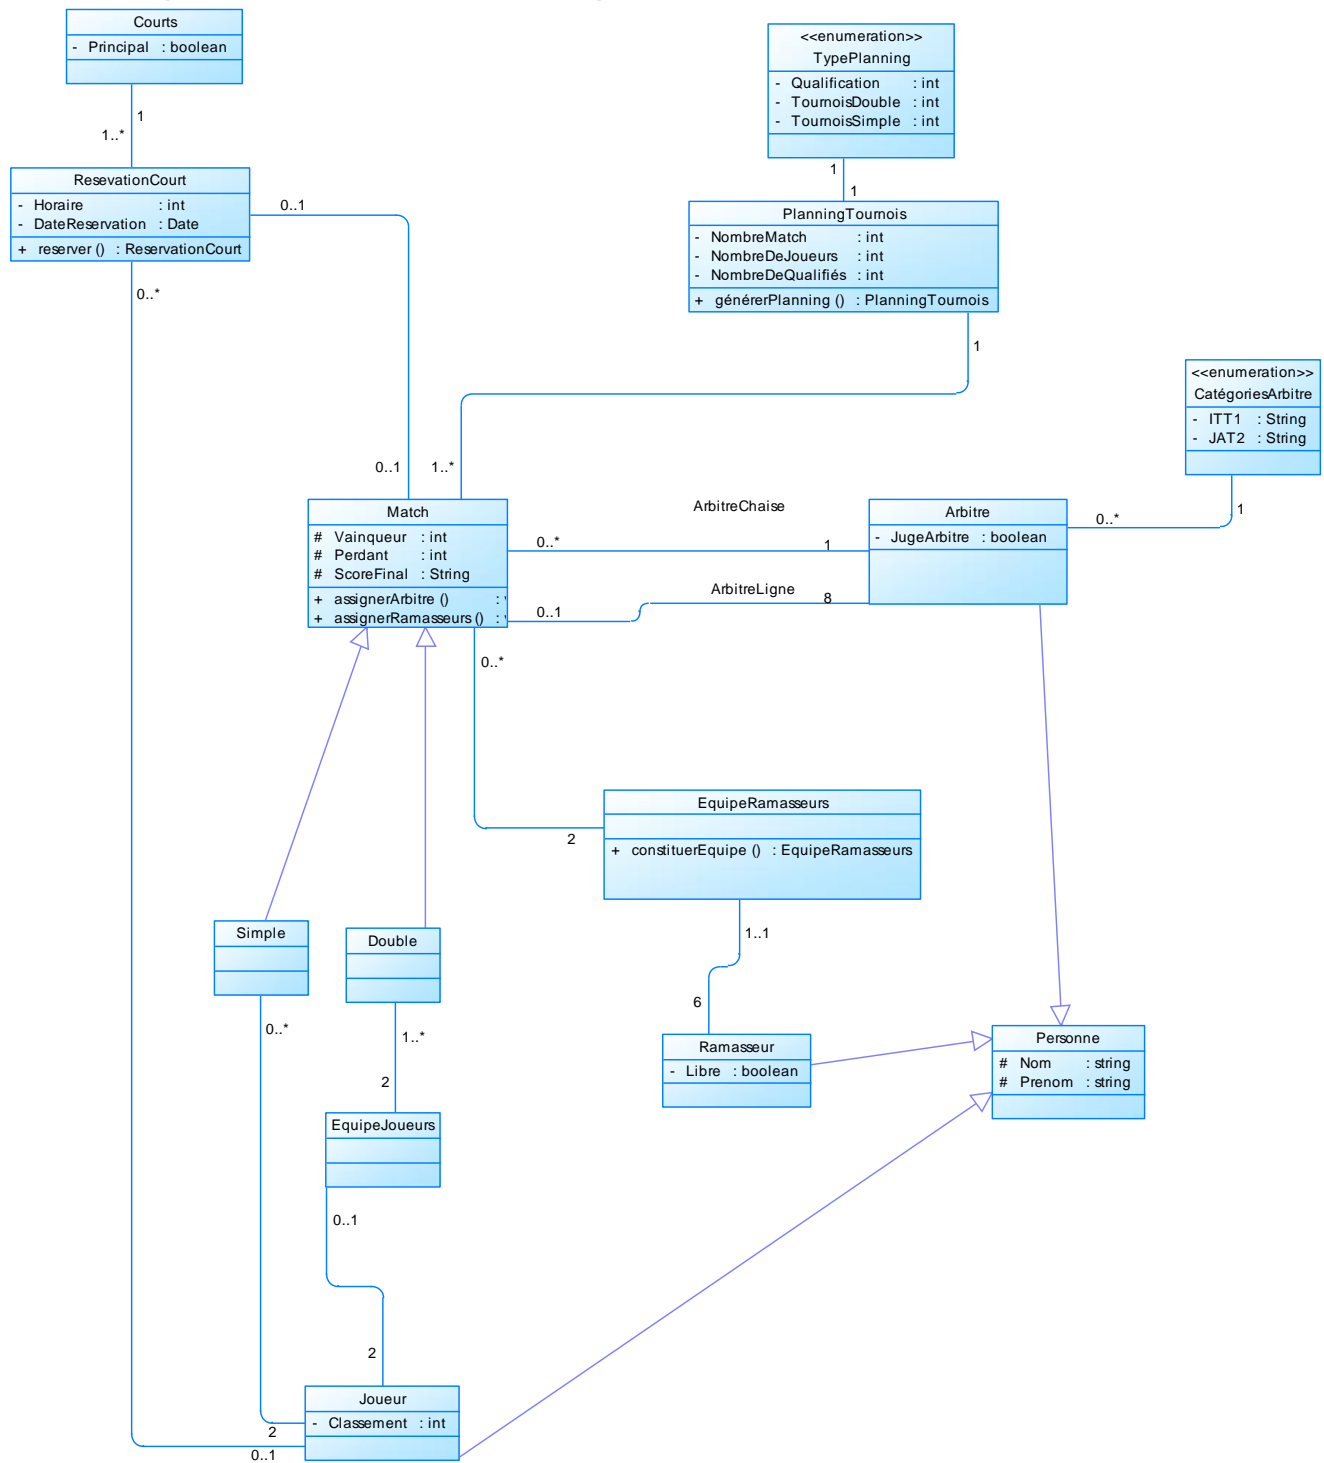 Courts
- Principal : boolean
1
1..*
ResevationCourt
- Horaire : int
- DateReservation : Date
+ reserver () : ReservationCourt
0..1
0..*
<<enumeration>>
TypePlanning
- Qualification : int
- TournoisDouble : int
- TournoisSimple : int
1
1
PlanningTournois
- NombreMatch : int
- NombreDeJoueurs : int
- NombreDeQualifiés : int
+ générerPlanning () : PlanningTournois
1
<<enumeration>>
CatégoriesArbitre
- ITT1 : String
- JAT2 : String
1
0..*
0..1
1..*
Match
# Vainqueur : int
# Perdant : int
# ScoreFinal : String
+ assignerArbitre () :
+ assignerRamasseurs () :
ArbitreChaise
0..*
1
ArbitreLigne
0..1
8
Arbitre
- JugeArbitre : boolean
0..*
2
EquipeRamasseurs
+ constituerEquipe () : EquipeRamasseurs
1..1
6
Simple
Double
0..*
1..*
2
Ramasseur
- Libre : boolean
Personne
# Nom : string
# Prenom : string
EquipeJoueurs
0..1
2
Joueur
- Classement : int
2
0..1